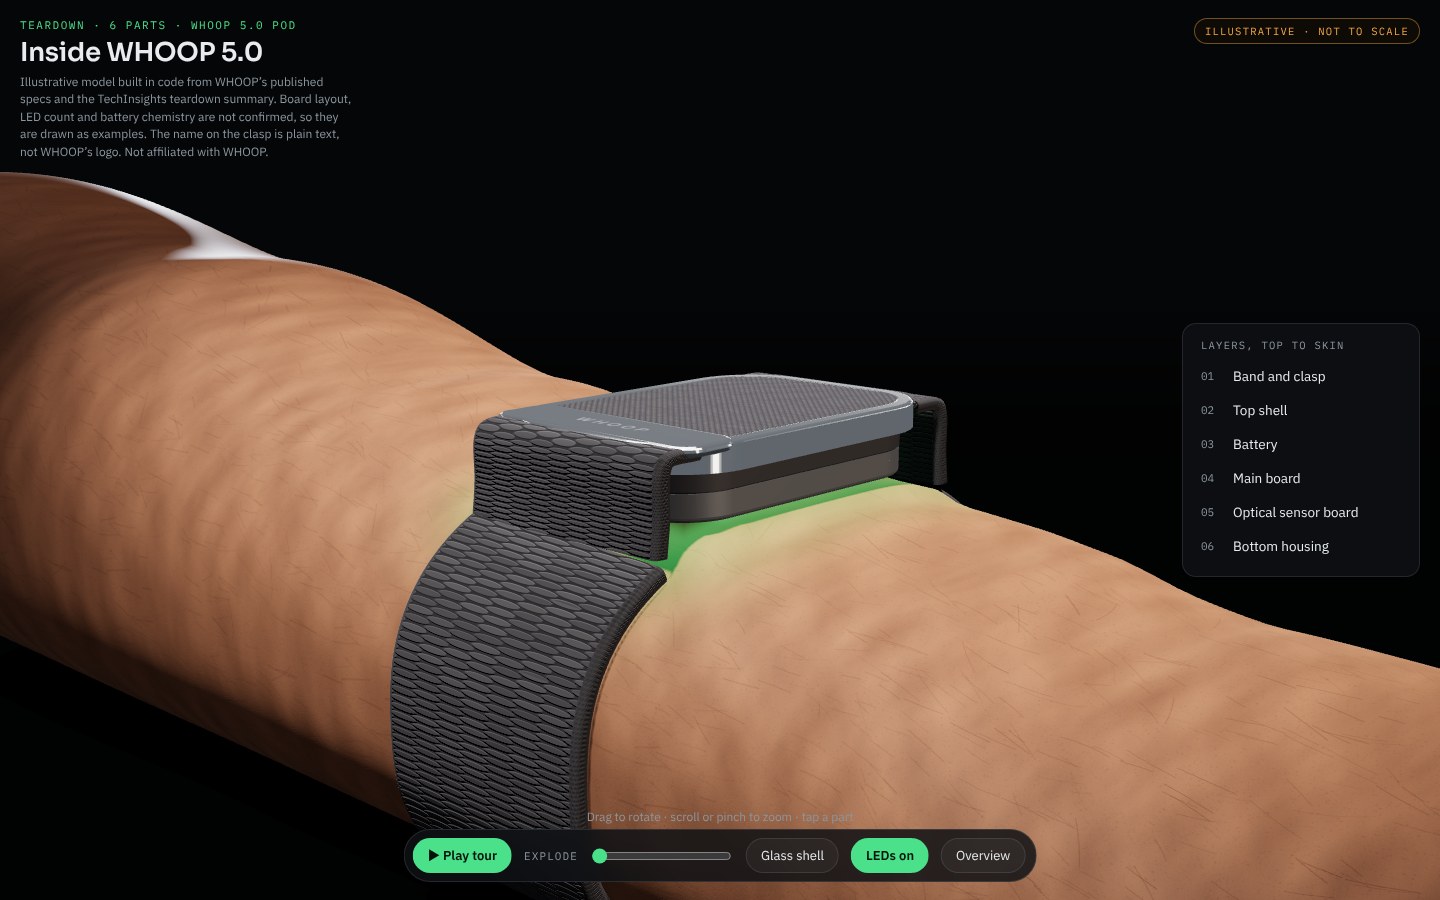 TEARDOWN · 6 PARTS · WHOOP 5.0 POD
Inside WHOOP 5.0
Illustrative model built in code from WHOOP’s published
specs and the TechInsights teardown summary. Board layout,
LED count and battery chemistry are not confirmed, so they
are drawn as examples. The name on the clasp is plain text,
not WHOOP’s logo. Not affiliated with WHOOP.
ILLUSTRATIVE · NOT TO SCALE
WHOOP
LAYERS, TOP TO SKIN
01 Band and clasp
02 Top shell
03 Battery
04 Main board
05 Optical sensor board
06 Bottom housing
Drag to rotate · scroll or pinch to zoom · tap a part
▶ Play tour EXPLODE Glass shell LEDs on Overview